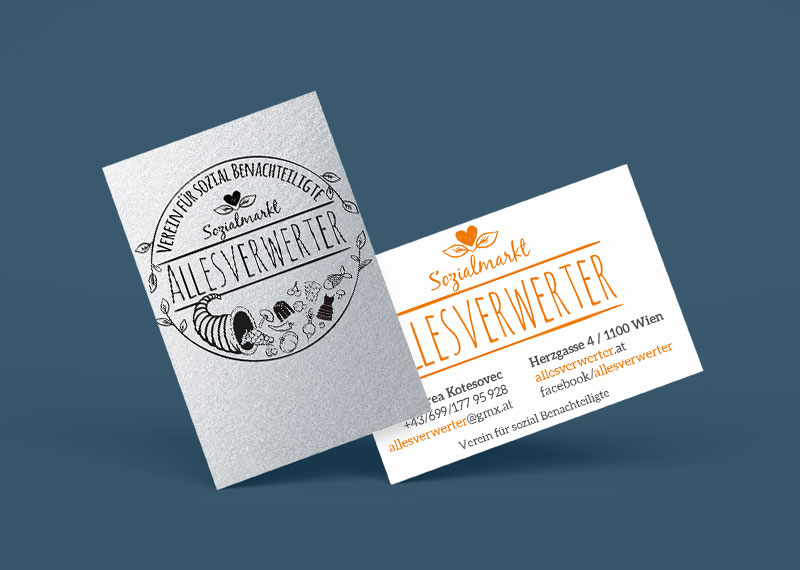 VEREIN FÜR SOZIAL BENACHTEILIGTE
Sozialmarkt
ALLESVERWERTER
Sozialmarkt
LLESVERWERTER
rea Kotesovec
+43/699/177 95 928
allesverwerter@gmx.at
Herzgasse 4 / 1100 Wien
allesverwerter.at
facebook/allesverwerter
Verein für sozial Benachteiligte